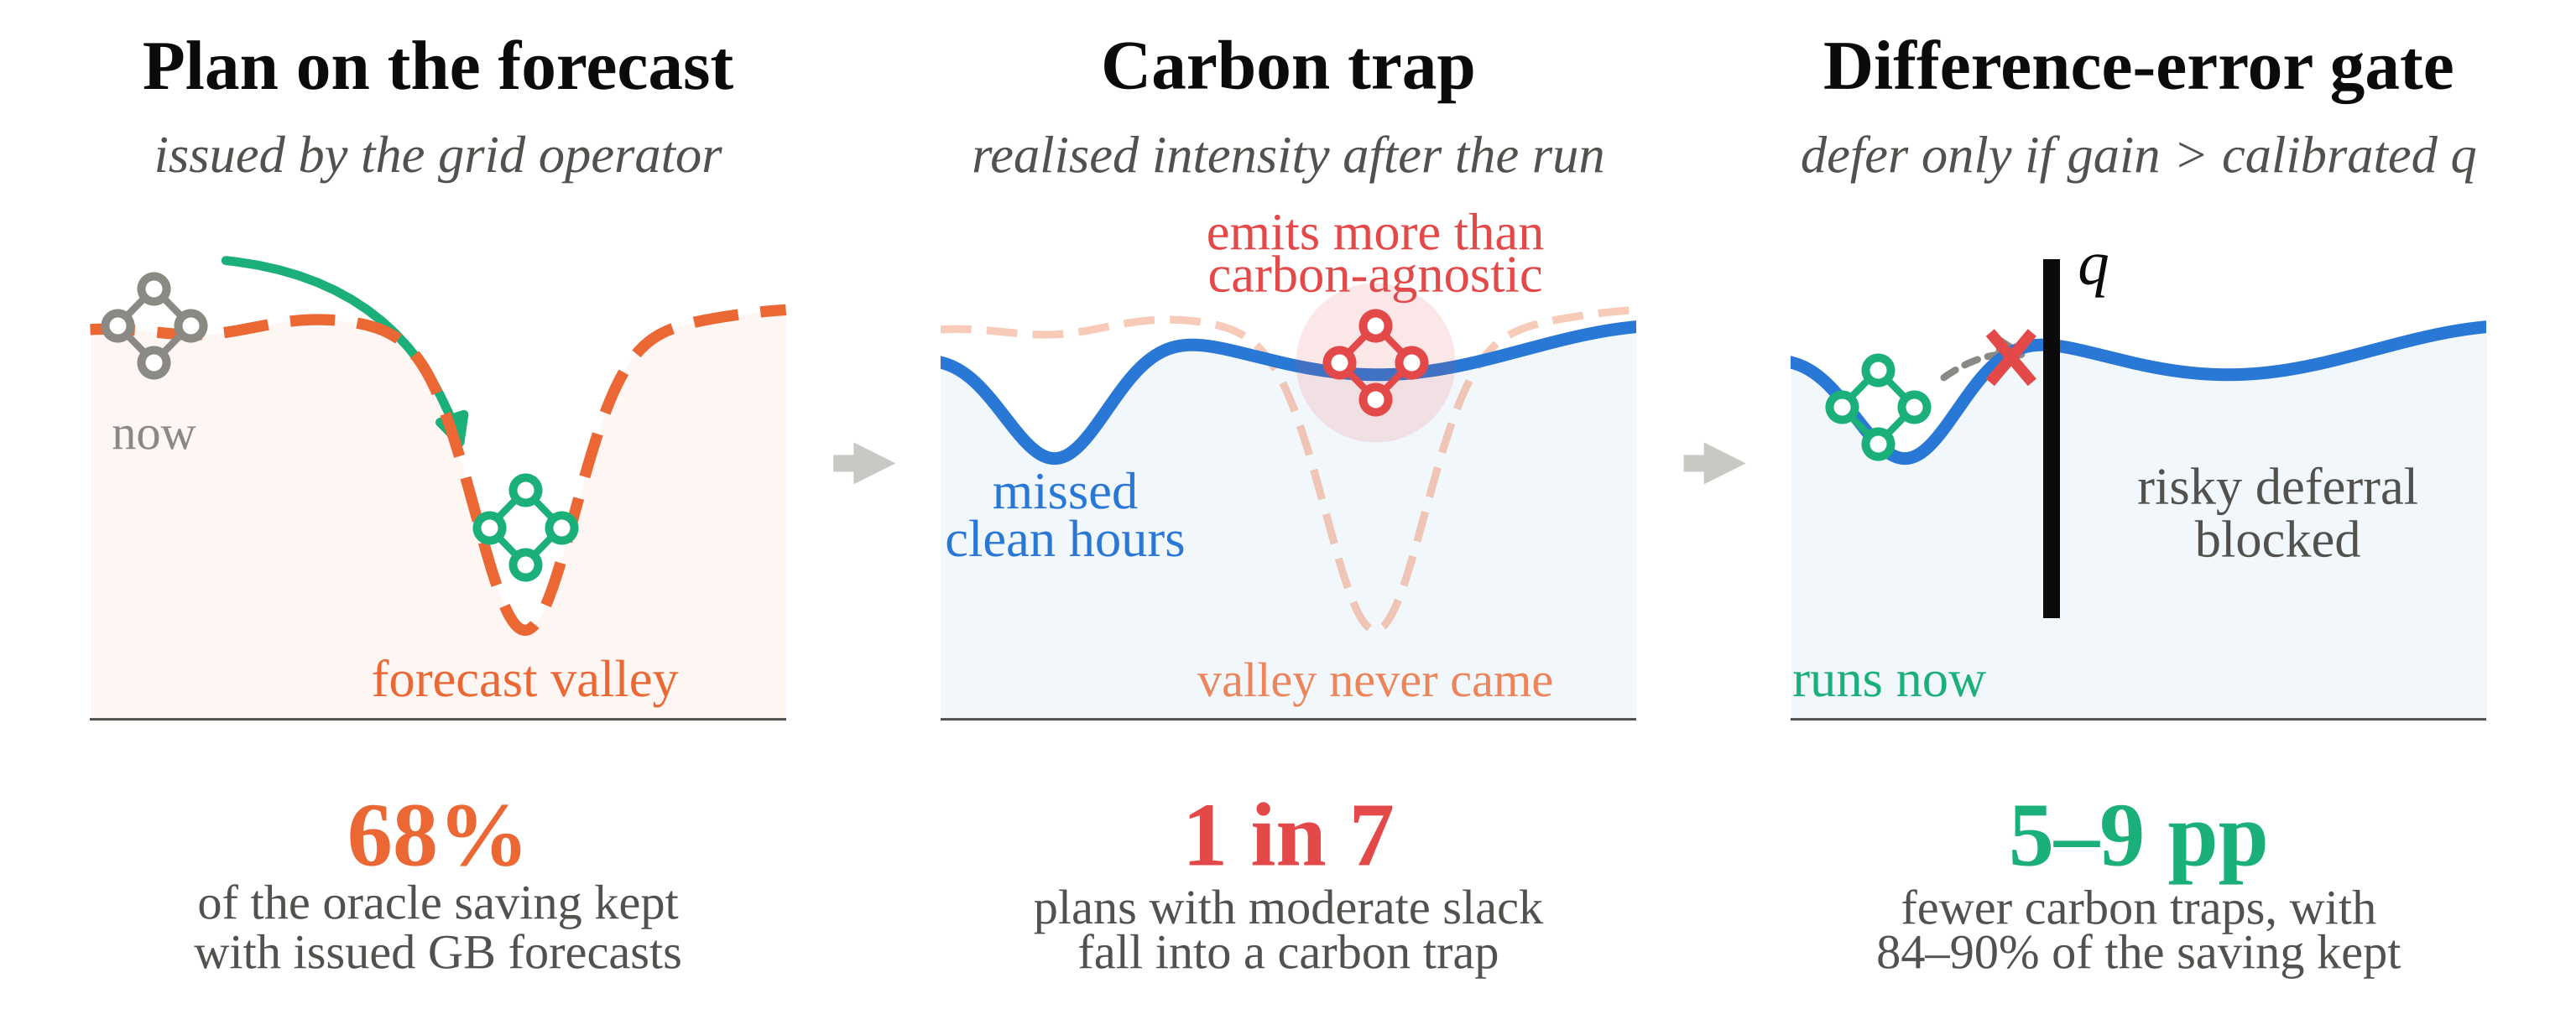 Plan on the forecast
issued by the grid operator
now
forecast valley
68%
of the oracle saving kept
with issued GB forecasts
Carbon trap
realised intensity after the run
emits more than
carbon-agnostic
missed
clean hours
valley never came
1 in 7
plans with moderate slack
fall into a carbon trap
Difference-error gate
defer only if gain > calibrated q
q
risky deferral
blocked
runs now
5–9 pp
fewer carbon traps, with
84–90% of the saving kept